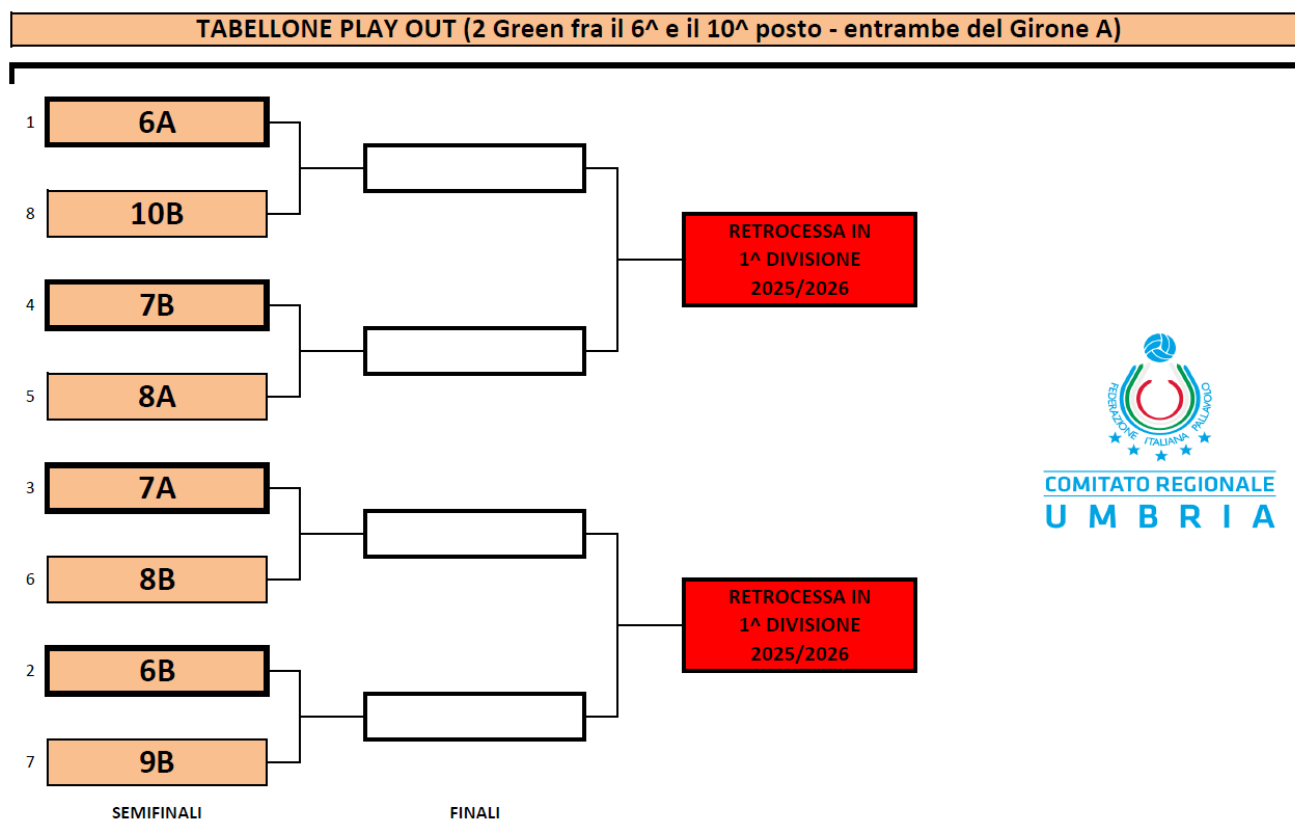 TABELLONE PLAY OUT (2 Green fra il 6^ e il 10^ posto - entrambe del Girone A)
1
6A
8
10B
RETROCESSA IN
1^ DIVISIONE
2025/2026
4
7B
5
8A
3
7A
6
8B
RETROCESSA IN
1^ DIVISIONE
2025/2026
2
6B
7
9B
SEMIFINALI
FINALI
FEDERAZIONE ITALIANA PALLAVOLO
COMITATO REGIONALE
UMBRIA